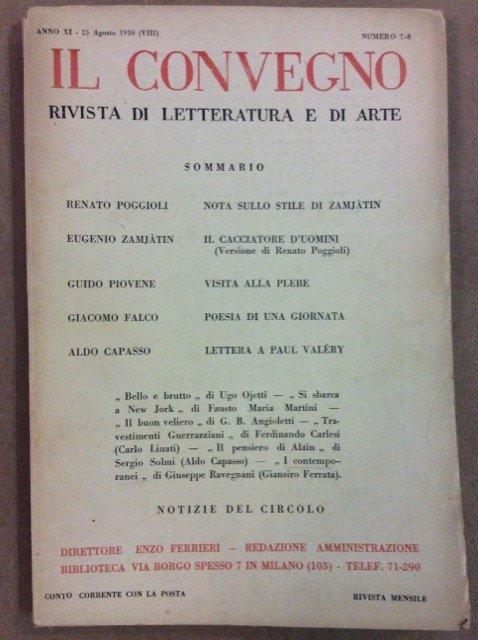 ANNO XI - 25 Agosto 1930 (VIII) NUMERO 7-8
IL CONVEGNO
RIVISTA DI LETTERATURA E DI ARTE
SOMMARIO
RENATO POGGIOLI NOTA SULLO STILE DI ZAMJÀTIN
EUGENIO ZAMJÀTIN IL CACCIATORE D'UOMINI
(Versione di Renato Poggioli)
GUIDO PIOVENE VISITA ALLA PLEBE
GIACOMO FALCO POESIA DI UNA GIORNATA
ALDO CAPASSO LETTERA A PAUL VALÉRY
„ Bello e brutto „ di Ugo Ojetti — „ Si sbarca
a New Jork „ di Fausto Maria Martini —
„ Il buon veliero „ di G. B. Angioletti — „ Tra-
vestimenti Guerrazziani „ di Ferdinando Carlesi
(Carlo Linati) — „ Il pensiero di Alain „ di
Sergio Solmi (Aldo Capasso) — „ I contempo-
ranei „ di Giuseppe Ravegnani (Giansiro Ferrata).
NOTIZIE DEL CIRCOLO
DIRETTORE ENZO FERRIERI - REDAZIONE AMMINISTRAZIONE
BIBLIOTECA VIA BORGO SPESSO 7 IN MILANO (103) - TELEF. 71-290
CONTO CORRENTE CON LA POSTA RIVISTA MENSILE